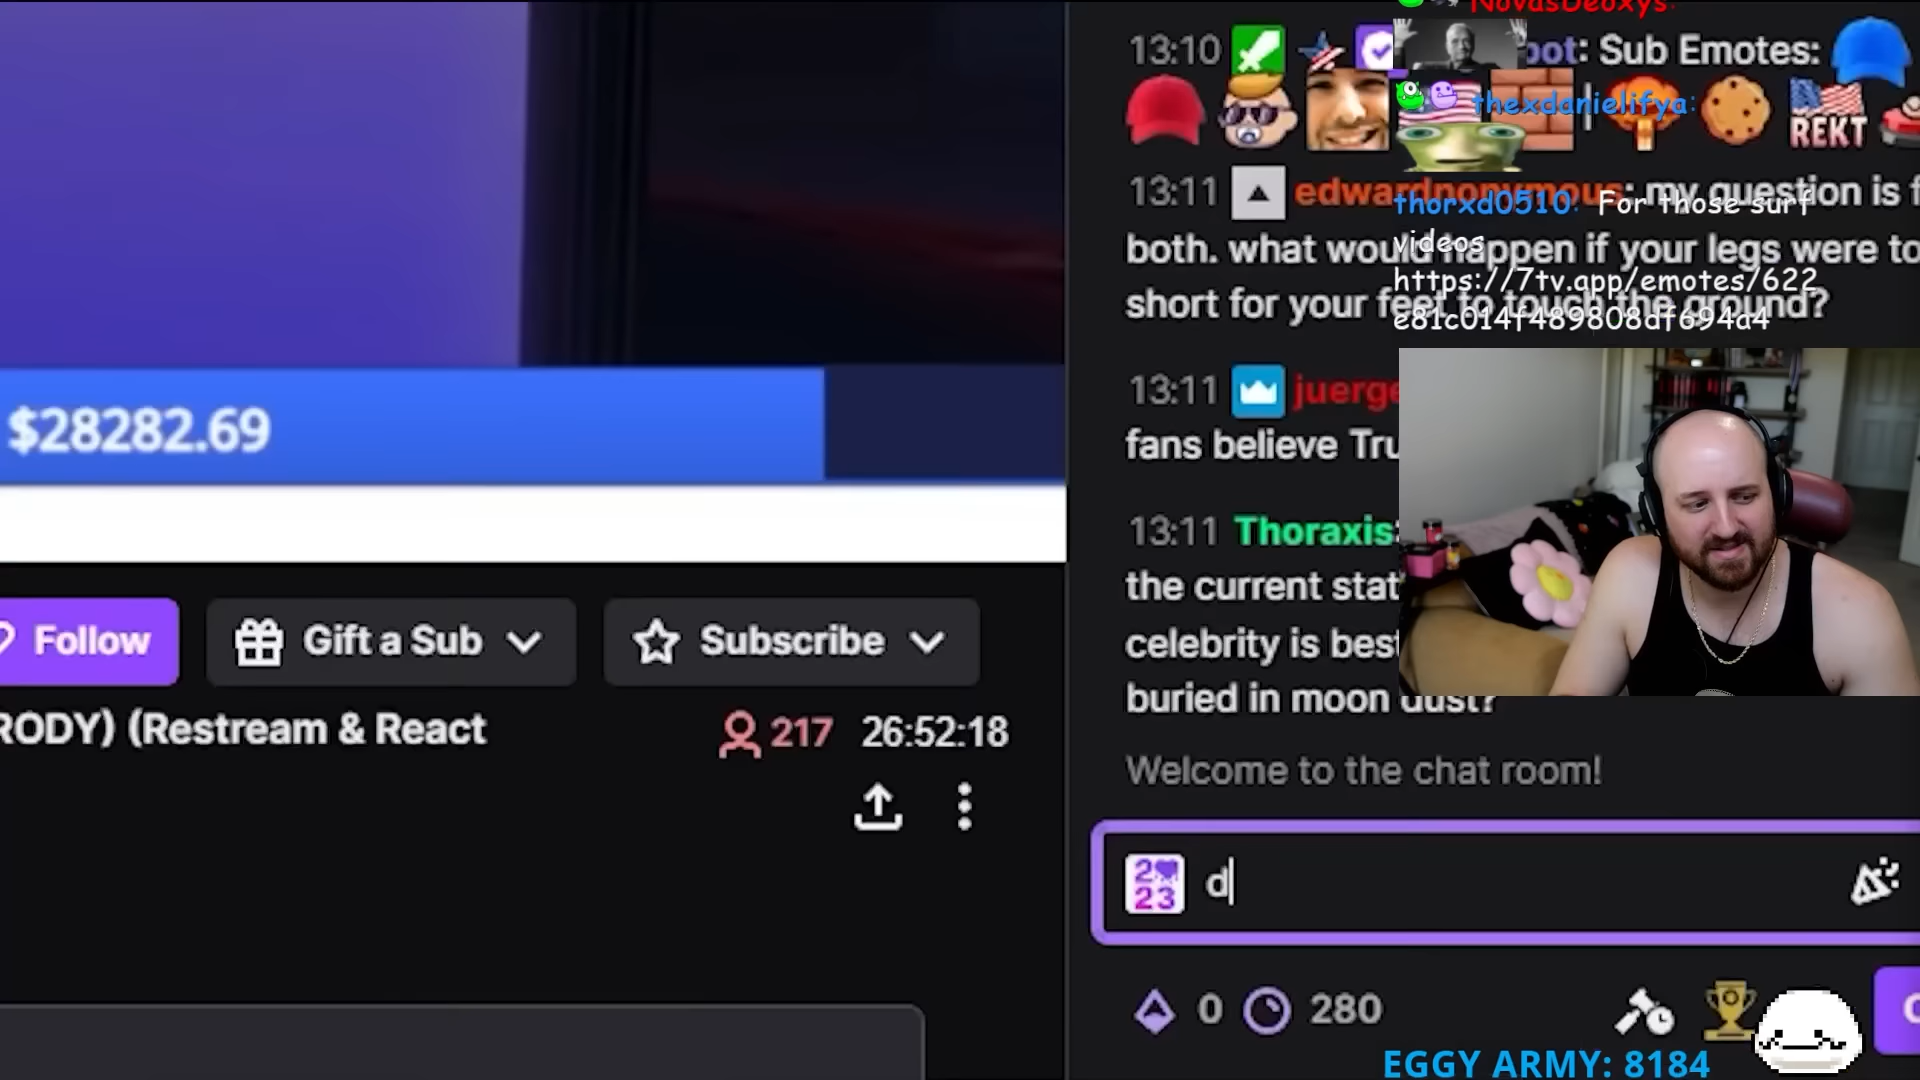 NovasDeoxys:
13:10 bot: Sub Emotes:
thexdanielifya:
REKT
13:11 edwardnonymous: my question is f
both. what would happen if your legs were to
short for your feet to touch the ground?
thorxd0510: For those surf
videos
https://7tv.app/emotes/622
e81c014f489808df694a4
$28282.69
13:11 juerge
fans believe Tru
13:11 Thoraxis:
the current stat
celebrity is best
buried in moon dust?
Follow
Gift a Sub
Subscribe
RODY) (Restream & React
217
26:52:18
Welcome to the chat room!
2 23
d
0
280
C
EGGY ARMY: 8184